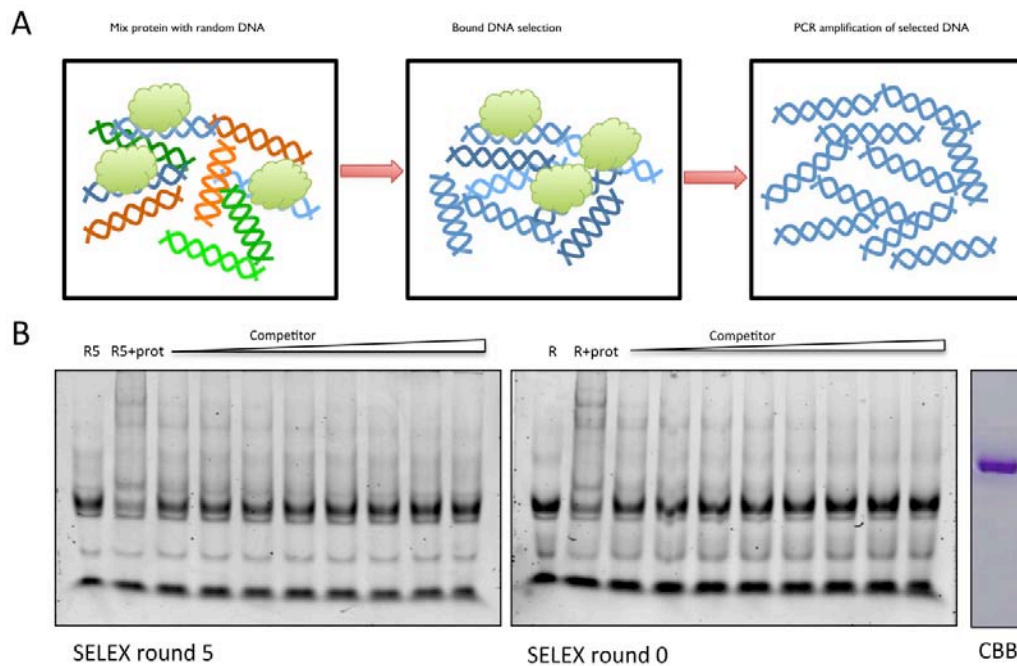 A
Mix protein with random DNA
Bound DNA selection
PCR amplification of selected DNA
B
Competitor
R5 R5+prot
Competitor
R R+prot
SELEX round 5
SELEX round 0
CBB